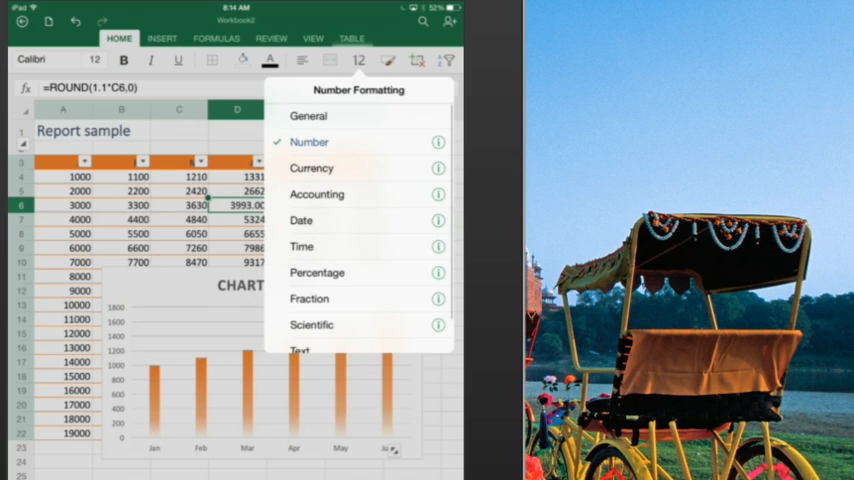 iPad 8:14 AM 52%
Workbook2
HOME INSERT FORMULAS REVIEW VIEW TABLE
Calibri 12 B I U A 12
fx =ROUND(1.1*C6,0)
Number Formatting
A B C D
General
1 Report sample
Number
Currency
3
4 1000 1100 1210 1331
Accounting
5 2000 2200 2420 2662
6 3000 3300 3630 3993.00
Date
7 4000 4400 4840 5324
8 5000 5500 6050 6655
Time
9 6000 6600 7260 7986
10 7000 7700 8470 9317
Percentage
11 8000
12 9000
CHART
Fraction
13 10000
14 11000
Scientific
15 12000
Text
16 13000
17 14000
18 15000
19 16000
20 17000
21 18000
22 19000
23
24
25
1800
1600
1400
1200
1000
800
600
400
200
0
Jan Feb Mar Apr May